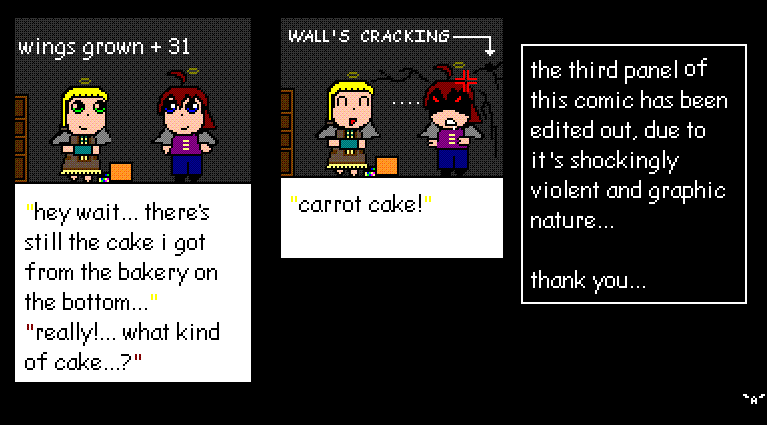 wings grown + 31
"hey wait... there's
still the cake i got
from the bakery on
the bottom..."
"really!... what kind
of cake...?"
WALL'S CRACKING
....
"carrot cake!"
the third panel of
this comic has been
edited out, due to
it's shockingly
violent and graphic
nature...
thank you...
"A"